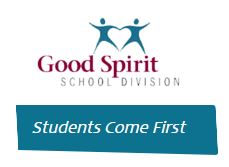 Good Spirit
SCHOOL DIVISION
Students Come First